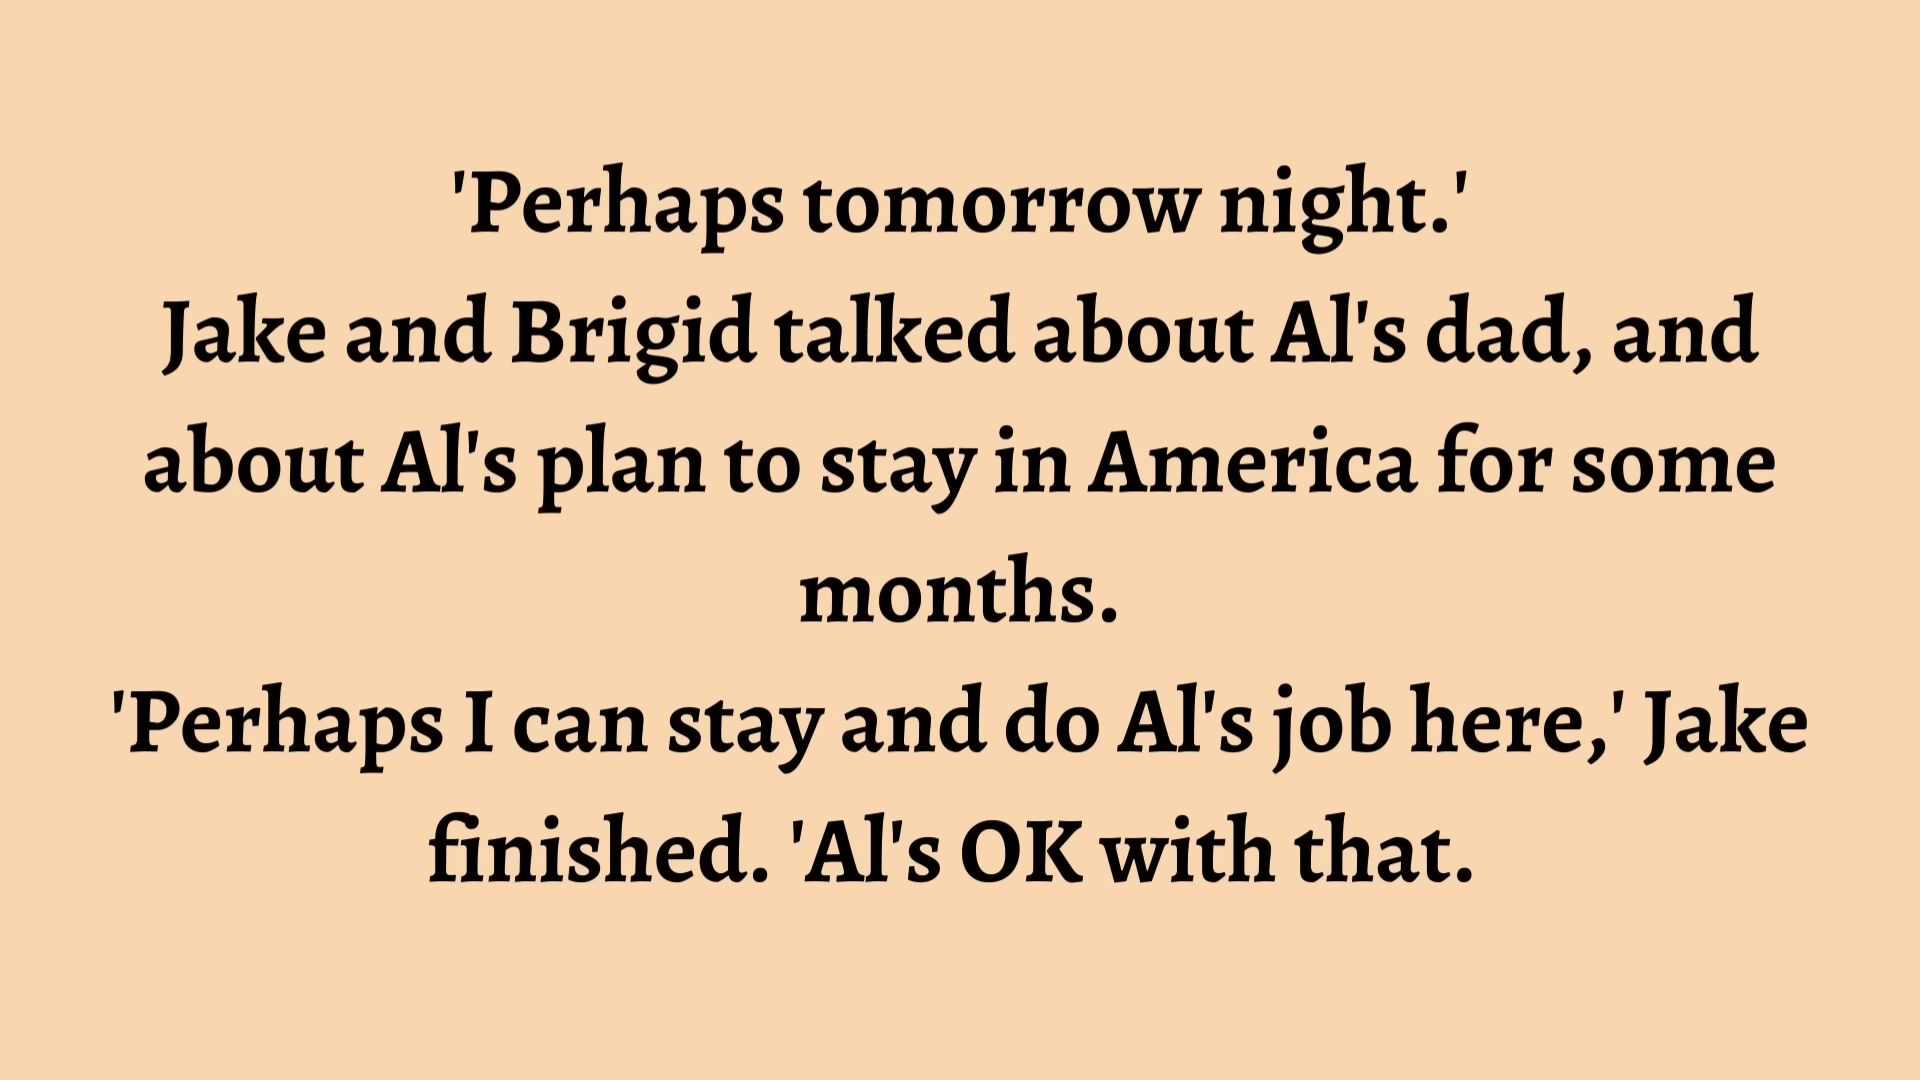 'Perhaps tomorrow night.'
Jake and Brigid talked about Al's dad, and
about Al's plan to stay in America for some
months.
'Perhaps I can stay and do Al's job here,' Jake
finished. 'Al's OK with that.